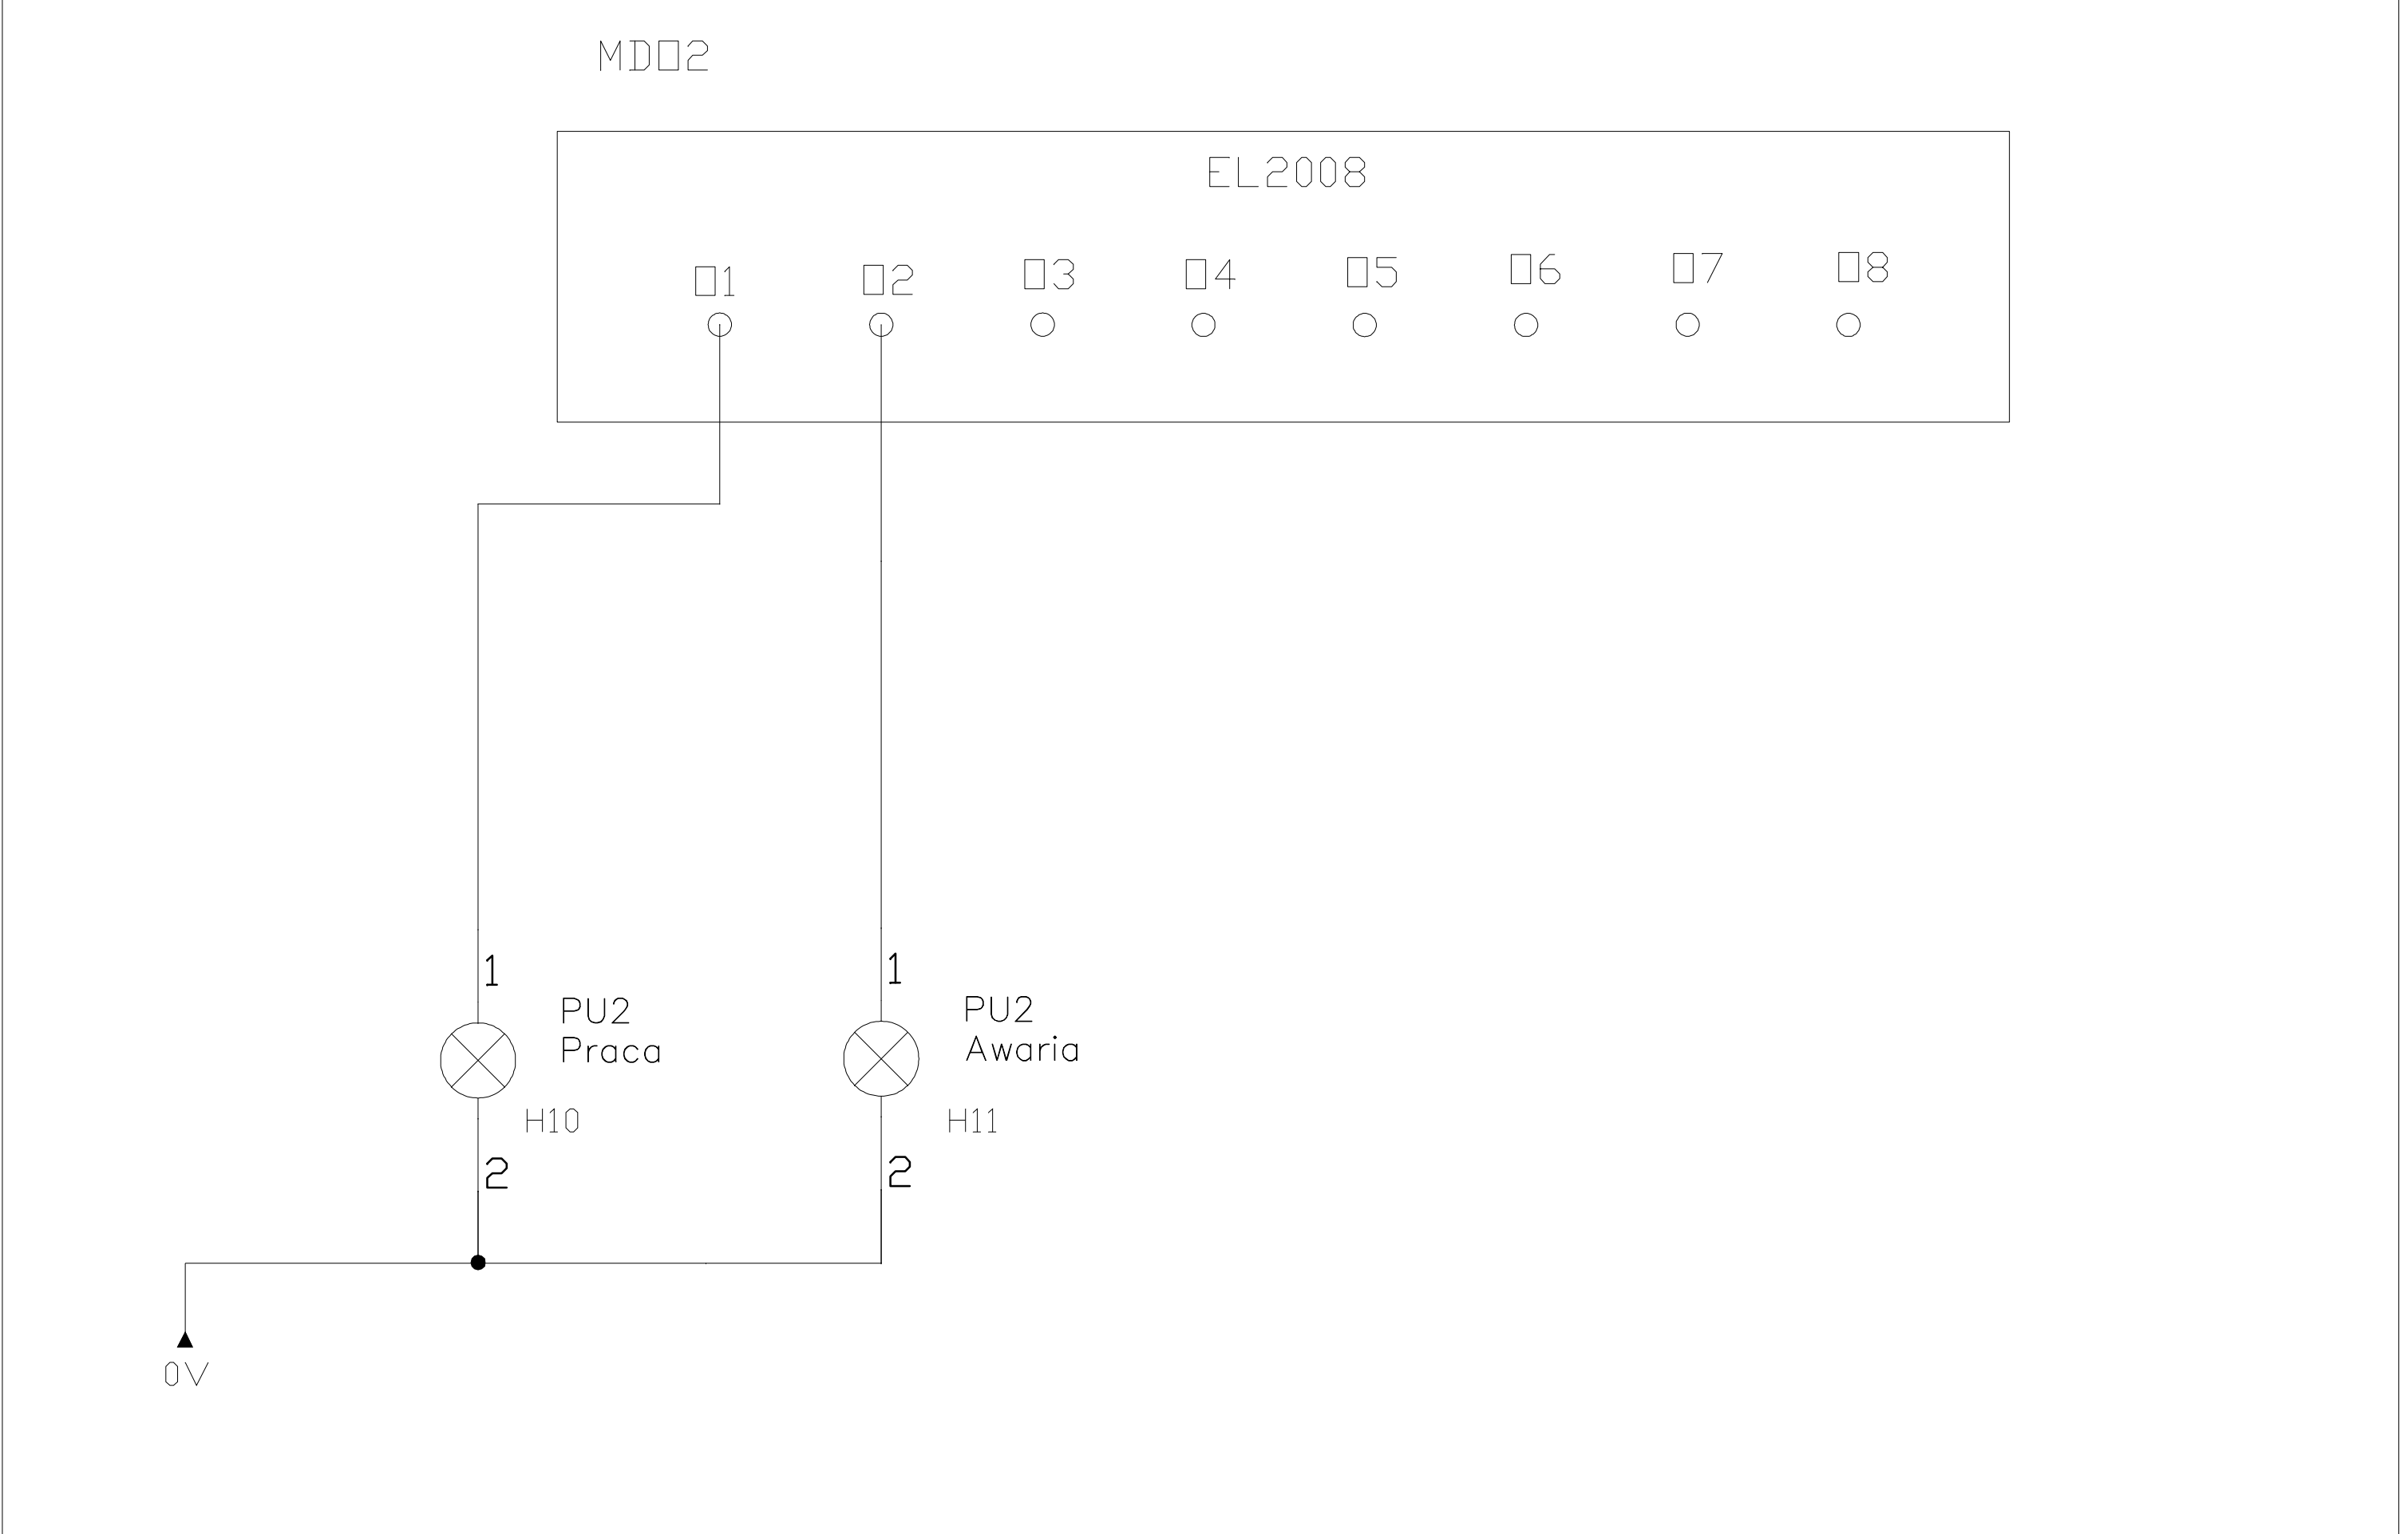 MDO2
EL2008
O1 O2 O3 O4 O5 O6 O7 O8
1
PU2
Praca
H10
2
1
PU2
Awaria
H11
2
0V